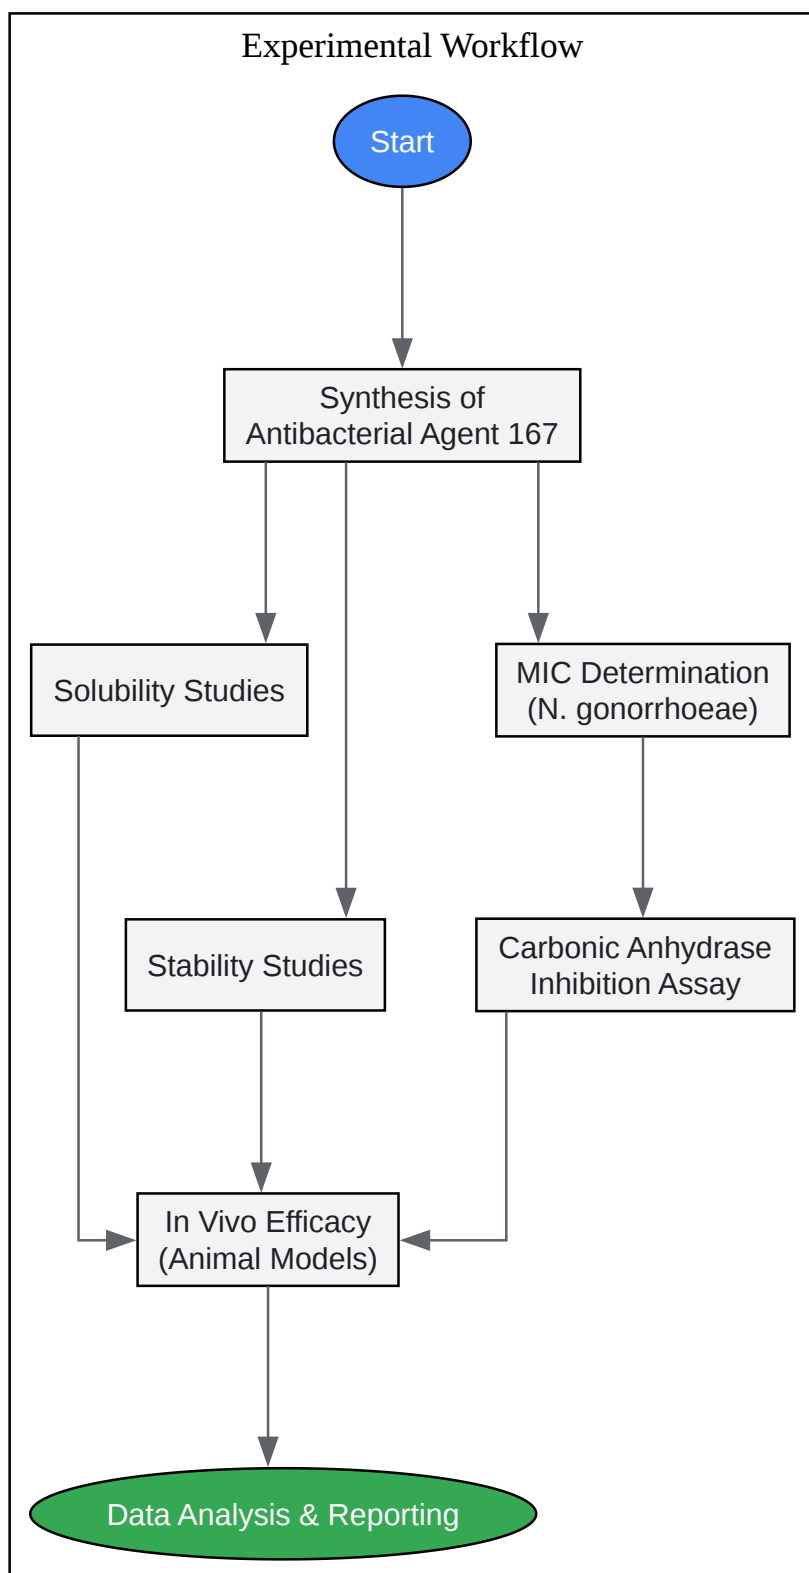 Experimental Workflow
Start
Synthesis of
Antibacterial Agent 167
Solubility Studies
MIC Determination
(N. gonorrhoeae)
Stability Studies
Carbonic Anhydrase
Inhibition Assay
In Vivo Efficacy
(Animal Models)
Data Analysis & Reporting